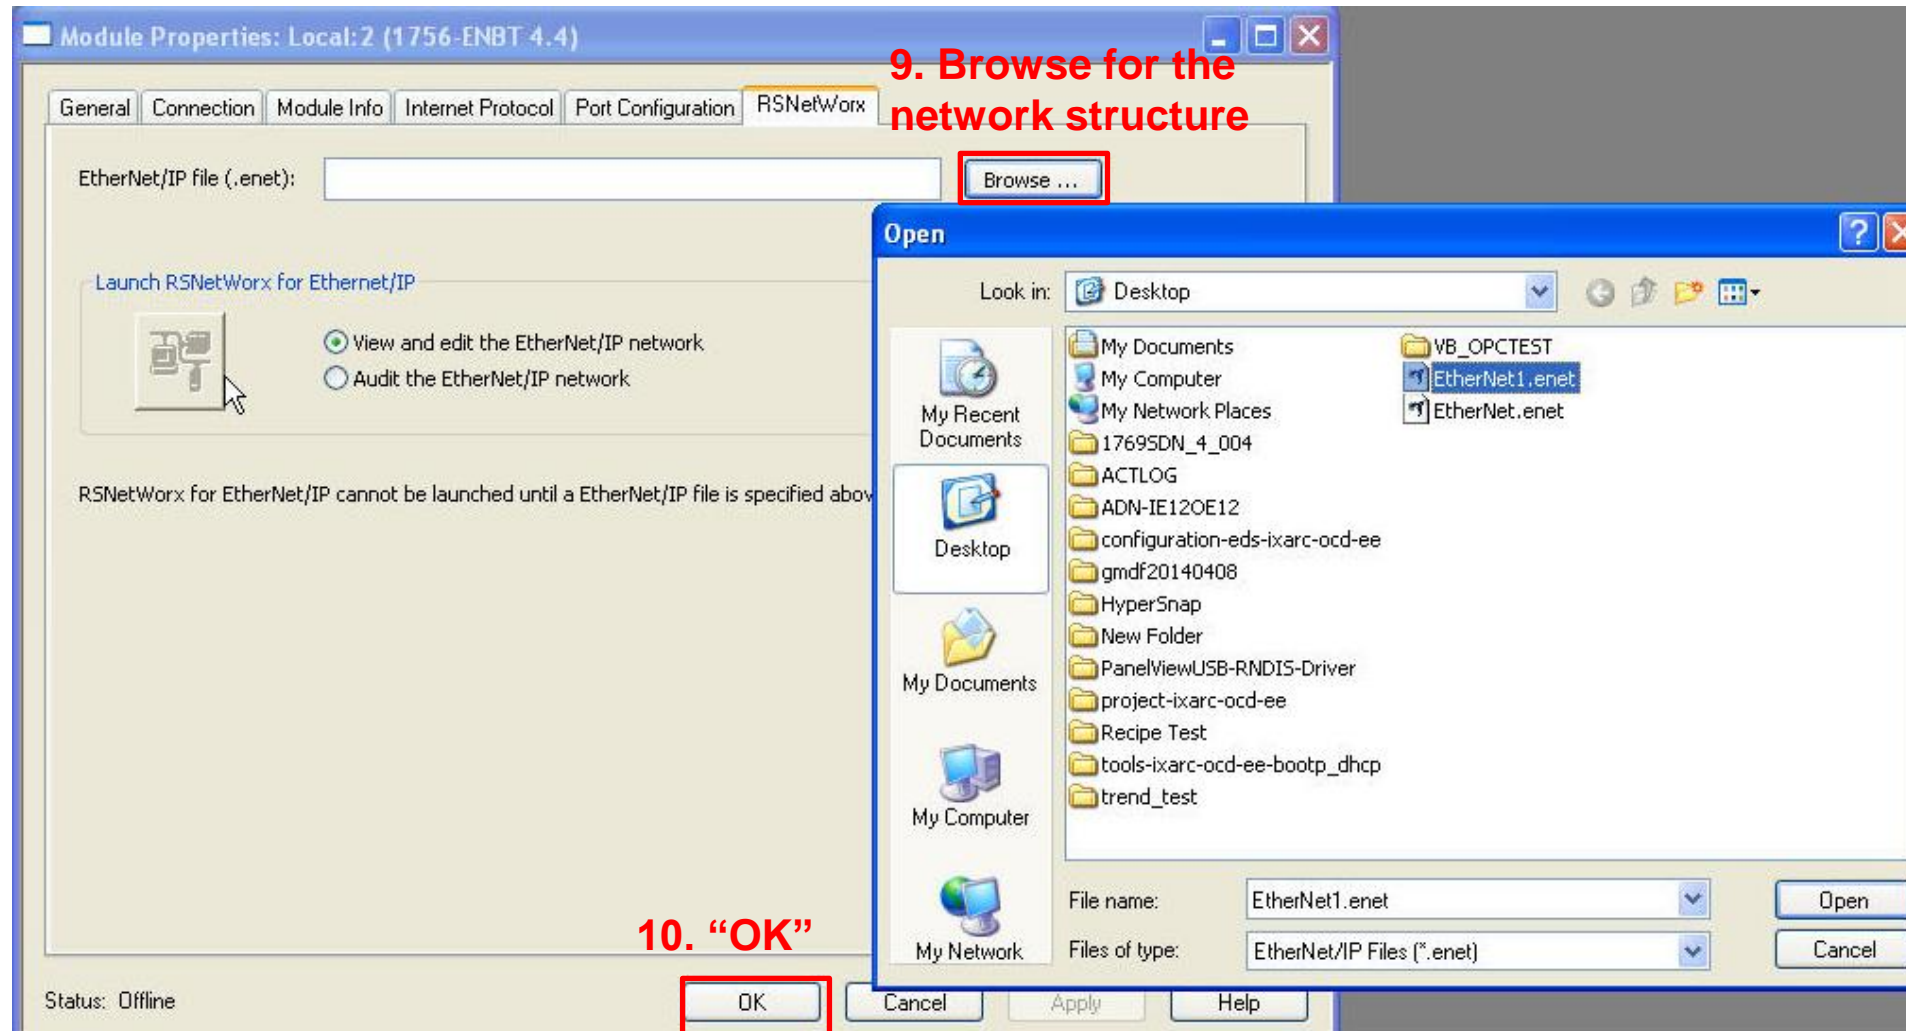 Module Properties: Local:2 (1756-ENBT 4.4)
9. Browse for the
network structure
General Connection Module Info Internet Protocol Port Configuration RSNetWorx
EtherNet/IP file (.enet):
Browse ...
Launch RSNetWorx for Ethernet/IP
View and edit the EtherNet/IP network
Audit the EtherNet/IP network
RSNetWorx for EtherNet/IP cannot be launched until a EtherNet/IP file is specified abov
10. “OK”
Status: Offline
OK Cancel Apply Help
Open
Look in: Desktop
My Recent
Documents
Desktop
My Documents
My Computer
My Network
My Documents
My Computer
My Network Places
1769SDN_4_004
ACTLOG
ADN-IE12OE12
configuration-eds-ixarc-ocd-ee
gmdf20140408
HyperSnap
New Folder
PanelViewUSB-RNDIS-Driver
project-ixarc-ocd-ee
Recipe Test
tools-ixarc-ocd-ee-bootp_dhcp
trend_test
VB_OPCTEST
EtherNet1.enet
EtherNet.enet
File name: EtherNet1.enet Open
Files of type: EtherNet/IP Files (*.enet) Cancel